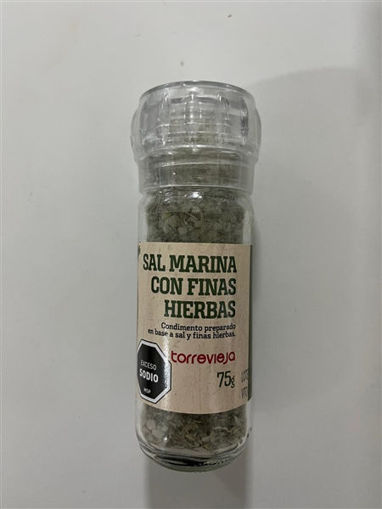 SAL MARINA
CON FINAS
HIERBAS
Condimento preparado
en base a sal y finas hierbas.
torrevieja
EXCESO
SODIO
MSP
75g